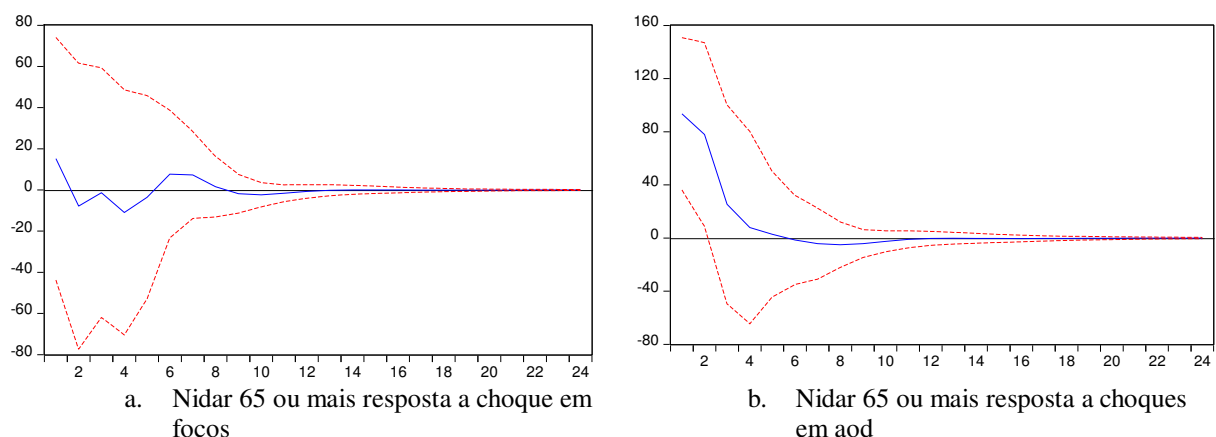 80
60
40
20
0
-20
-40
-60
-80
2 4 6 8 10 12 14 16 18 20 22 24
a. Nidar 65 ou mais resposta a choque em
focos
160
120
80
40
0
-40
-80
2 4 6 8 10 12 14 16 18 20 22 24
b. Nidar 65 ou mais resposta a choques
em aod